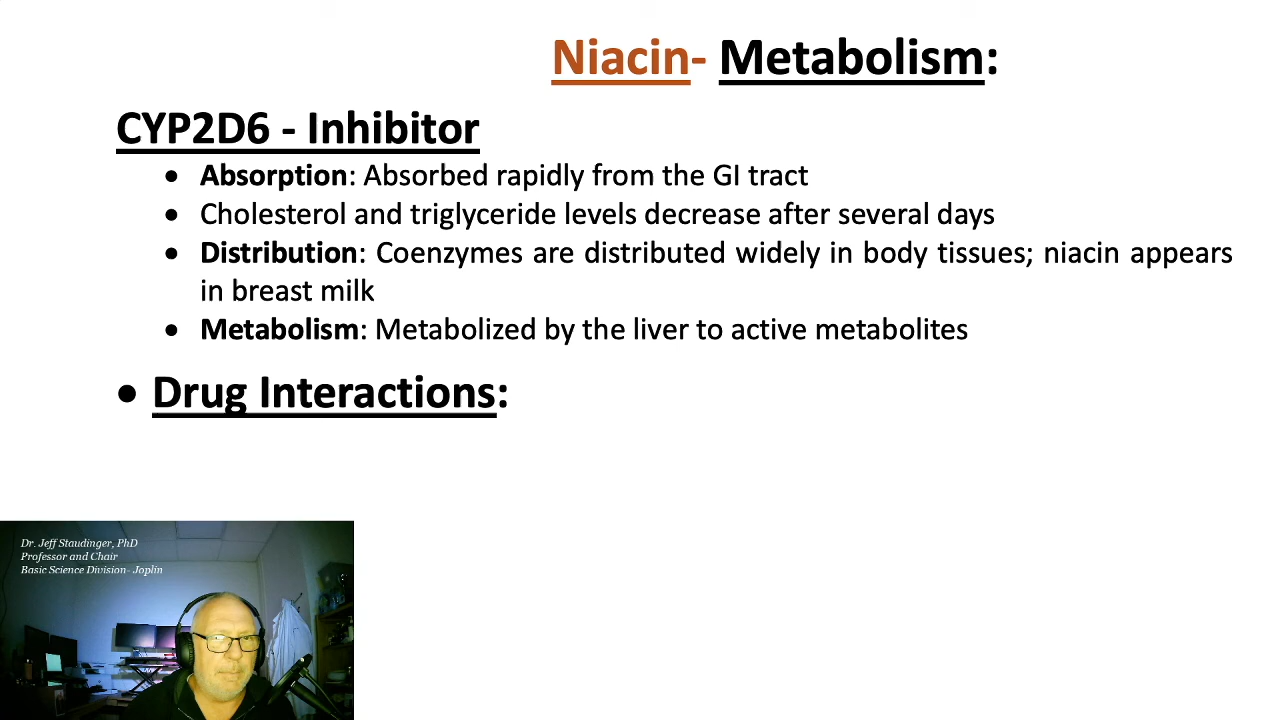 Niacin- Metabolism:
CYP2D6 - Inhibitor
• Absorption: Absorbed rapidly from the GI tract
• Cholesterol and triglyceride levels decrease after several days
• Distribution: Coenzymes are distributed widely in body tissues; niacin appears
in breast milk
• Metabolism: Metabolized by the liver to active metabolites
• Drug Interactions:
Dr. Jeff Staudinger, PhD
Professor and Chair
Basic Science Division- Joplin